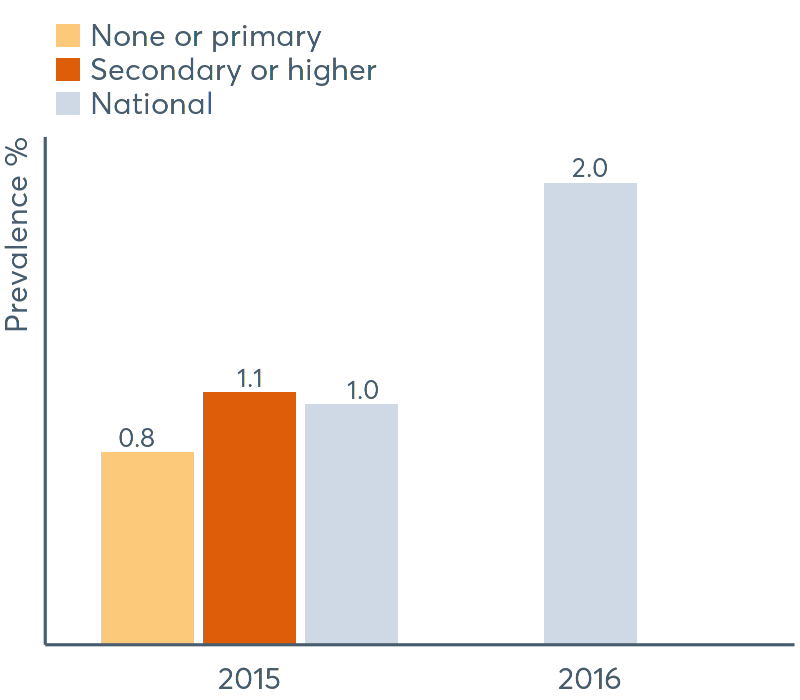 None or primary
Secondary or higher
National
Prevalence %
2.0
1.1
1.0
0.8
2015
2016